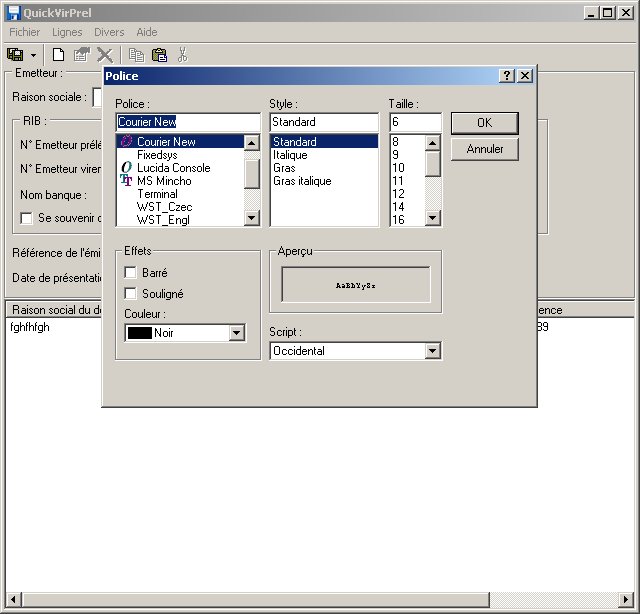 QuickVirPrel
Fichier Lignes Divers Aide
Emetteur :
Raison sociale :
RIB :
N° Emetteur prélé
N° Emetteur virer
Nom banque :
Se souvenir
Référence de l'émi
Date de présentatio
Raison social du de
ence
fghfhfgh
89
Police
Police :
Style :
Taille :
Courier New
Standard
6
OK
Annuler
Courier New
Fixedsys
Lucida Console
MS Mincho
Terminal
WST_Czec
WST_Engl
Standard
Italique
Gras
Gras italique
8
9
10
11
12
14
16
Effets
Barré
Souligné
Couleur :
Noir
Aperçu
AaBbYyZz
Script :
Occidental